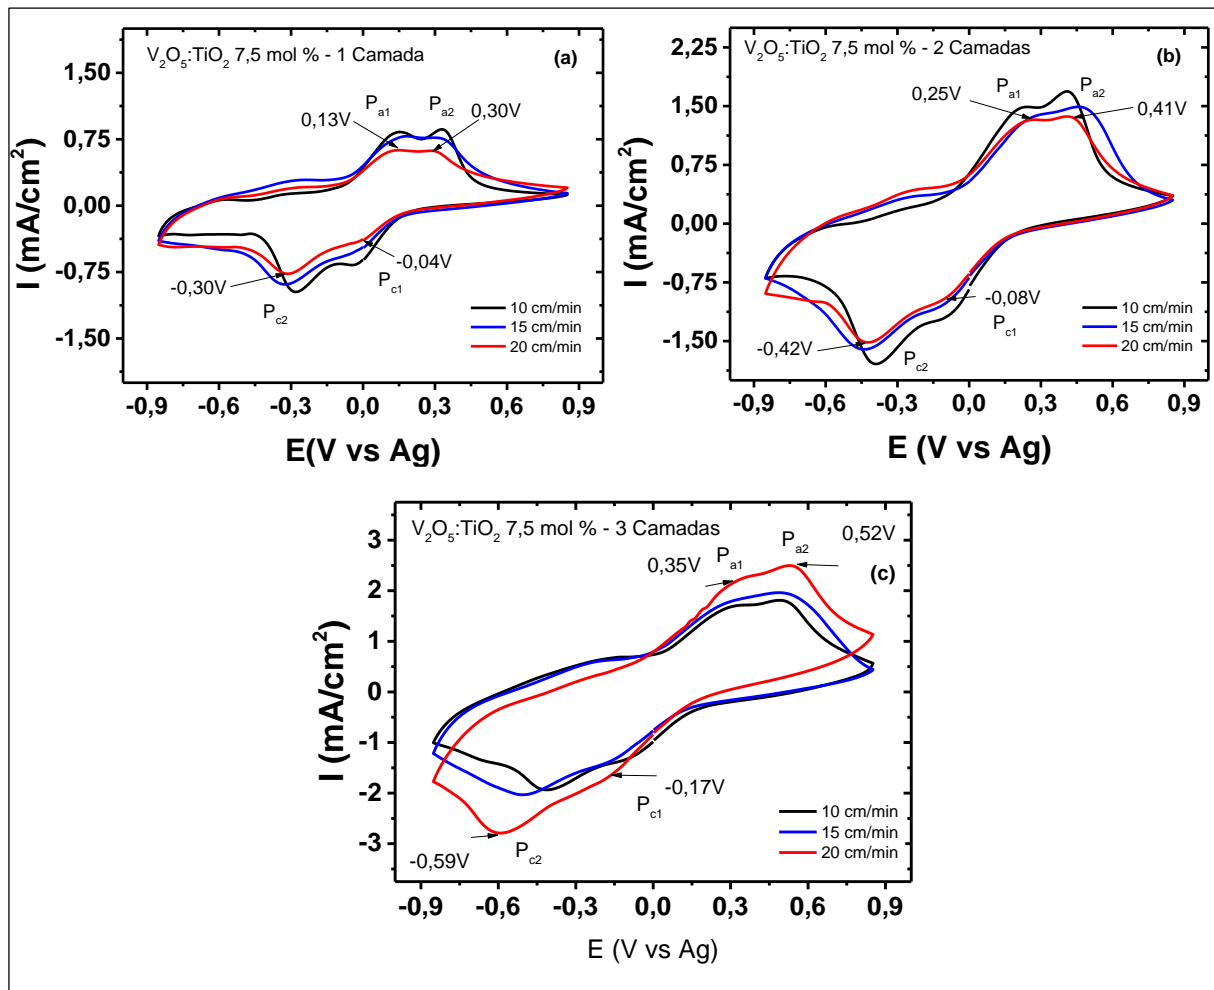 V₂O₅:TiO₂ 7,5 mol % - 1 Camada
(a)
Pa1
Pa2
0,13V
0,30V
-0,04V
-0,30V
Pc1
Pc2
10 cm/min
15 cm/min
20 cm/min
1,50
0,75
0,00
-0,75
-1,50
I (mA/cm²)
-0,9 -0,6 -0,3 0,0 0,3 0,6 0,9
E(V vs Ag)
V₂O₅:TiO₂ 7,5 mol % - 2 Camadas
(b)
Pa1
Pa2
0,25V
0,41V
-0,08V
Pc1
-0,42V
Pc2
10 cm/min
15 cm/min
20 cm/min
2,25
1,50
0,75
0,00
-0,75
-1,50
I (mA/cm²)
-0,9 -0,6 -0,3 0,0 0,3 0,6 0,9
E (V vs Ag)
V₂O₅:TiO₂ 7,5 mol % - 3 Camadas
0,52V
Pa2
Pa1
0,35V
(c)
-0,17V
Pc1
Pc2
-0,59V
10 cm/min
15 cm/min
20 cm/min
3
2
1
0
-1
-2
-3
I (mA/cm²)
-0,9 -0,6 -0,3 0,0 0,3 0,6 0,9
E (V vs Ag)